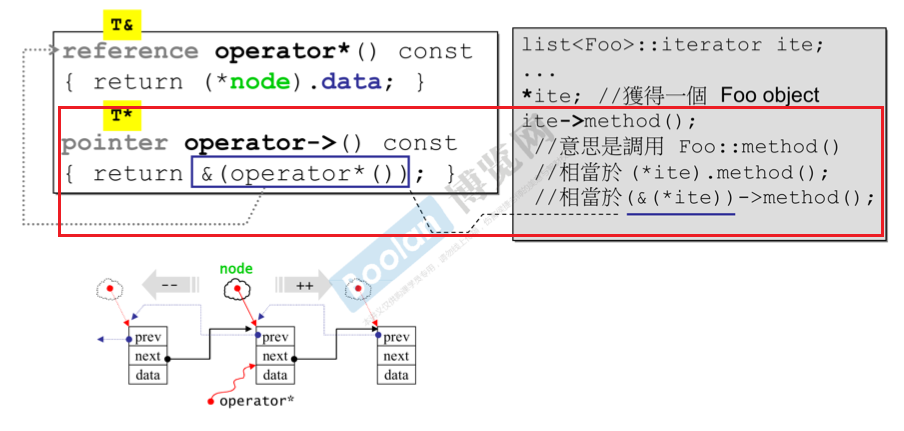 T&
reference operator*() const
{ return (*node).data; }
T*
pointer operator->() const
{ return &(operator*()); }
list<Foo>::iterator ite;
...
*ite; //獲得一個 Foo object
ite->method();
//意思是調用 Foo::method()
//相當於 (*ite).method();
//相當於(&(*ite))->method();
Boolan 博览网
node
--
++
prev
next
data
prev
next
data
prev
next
data
operator*